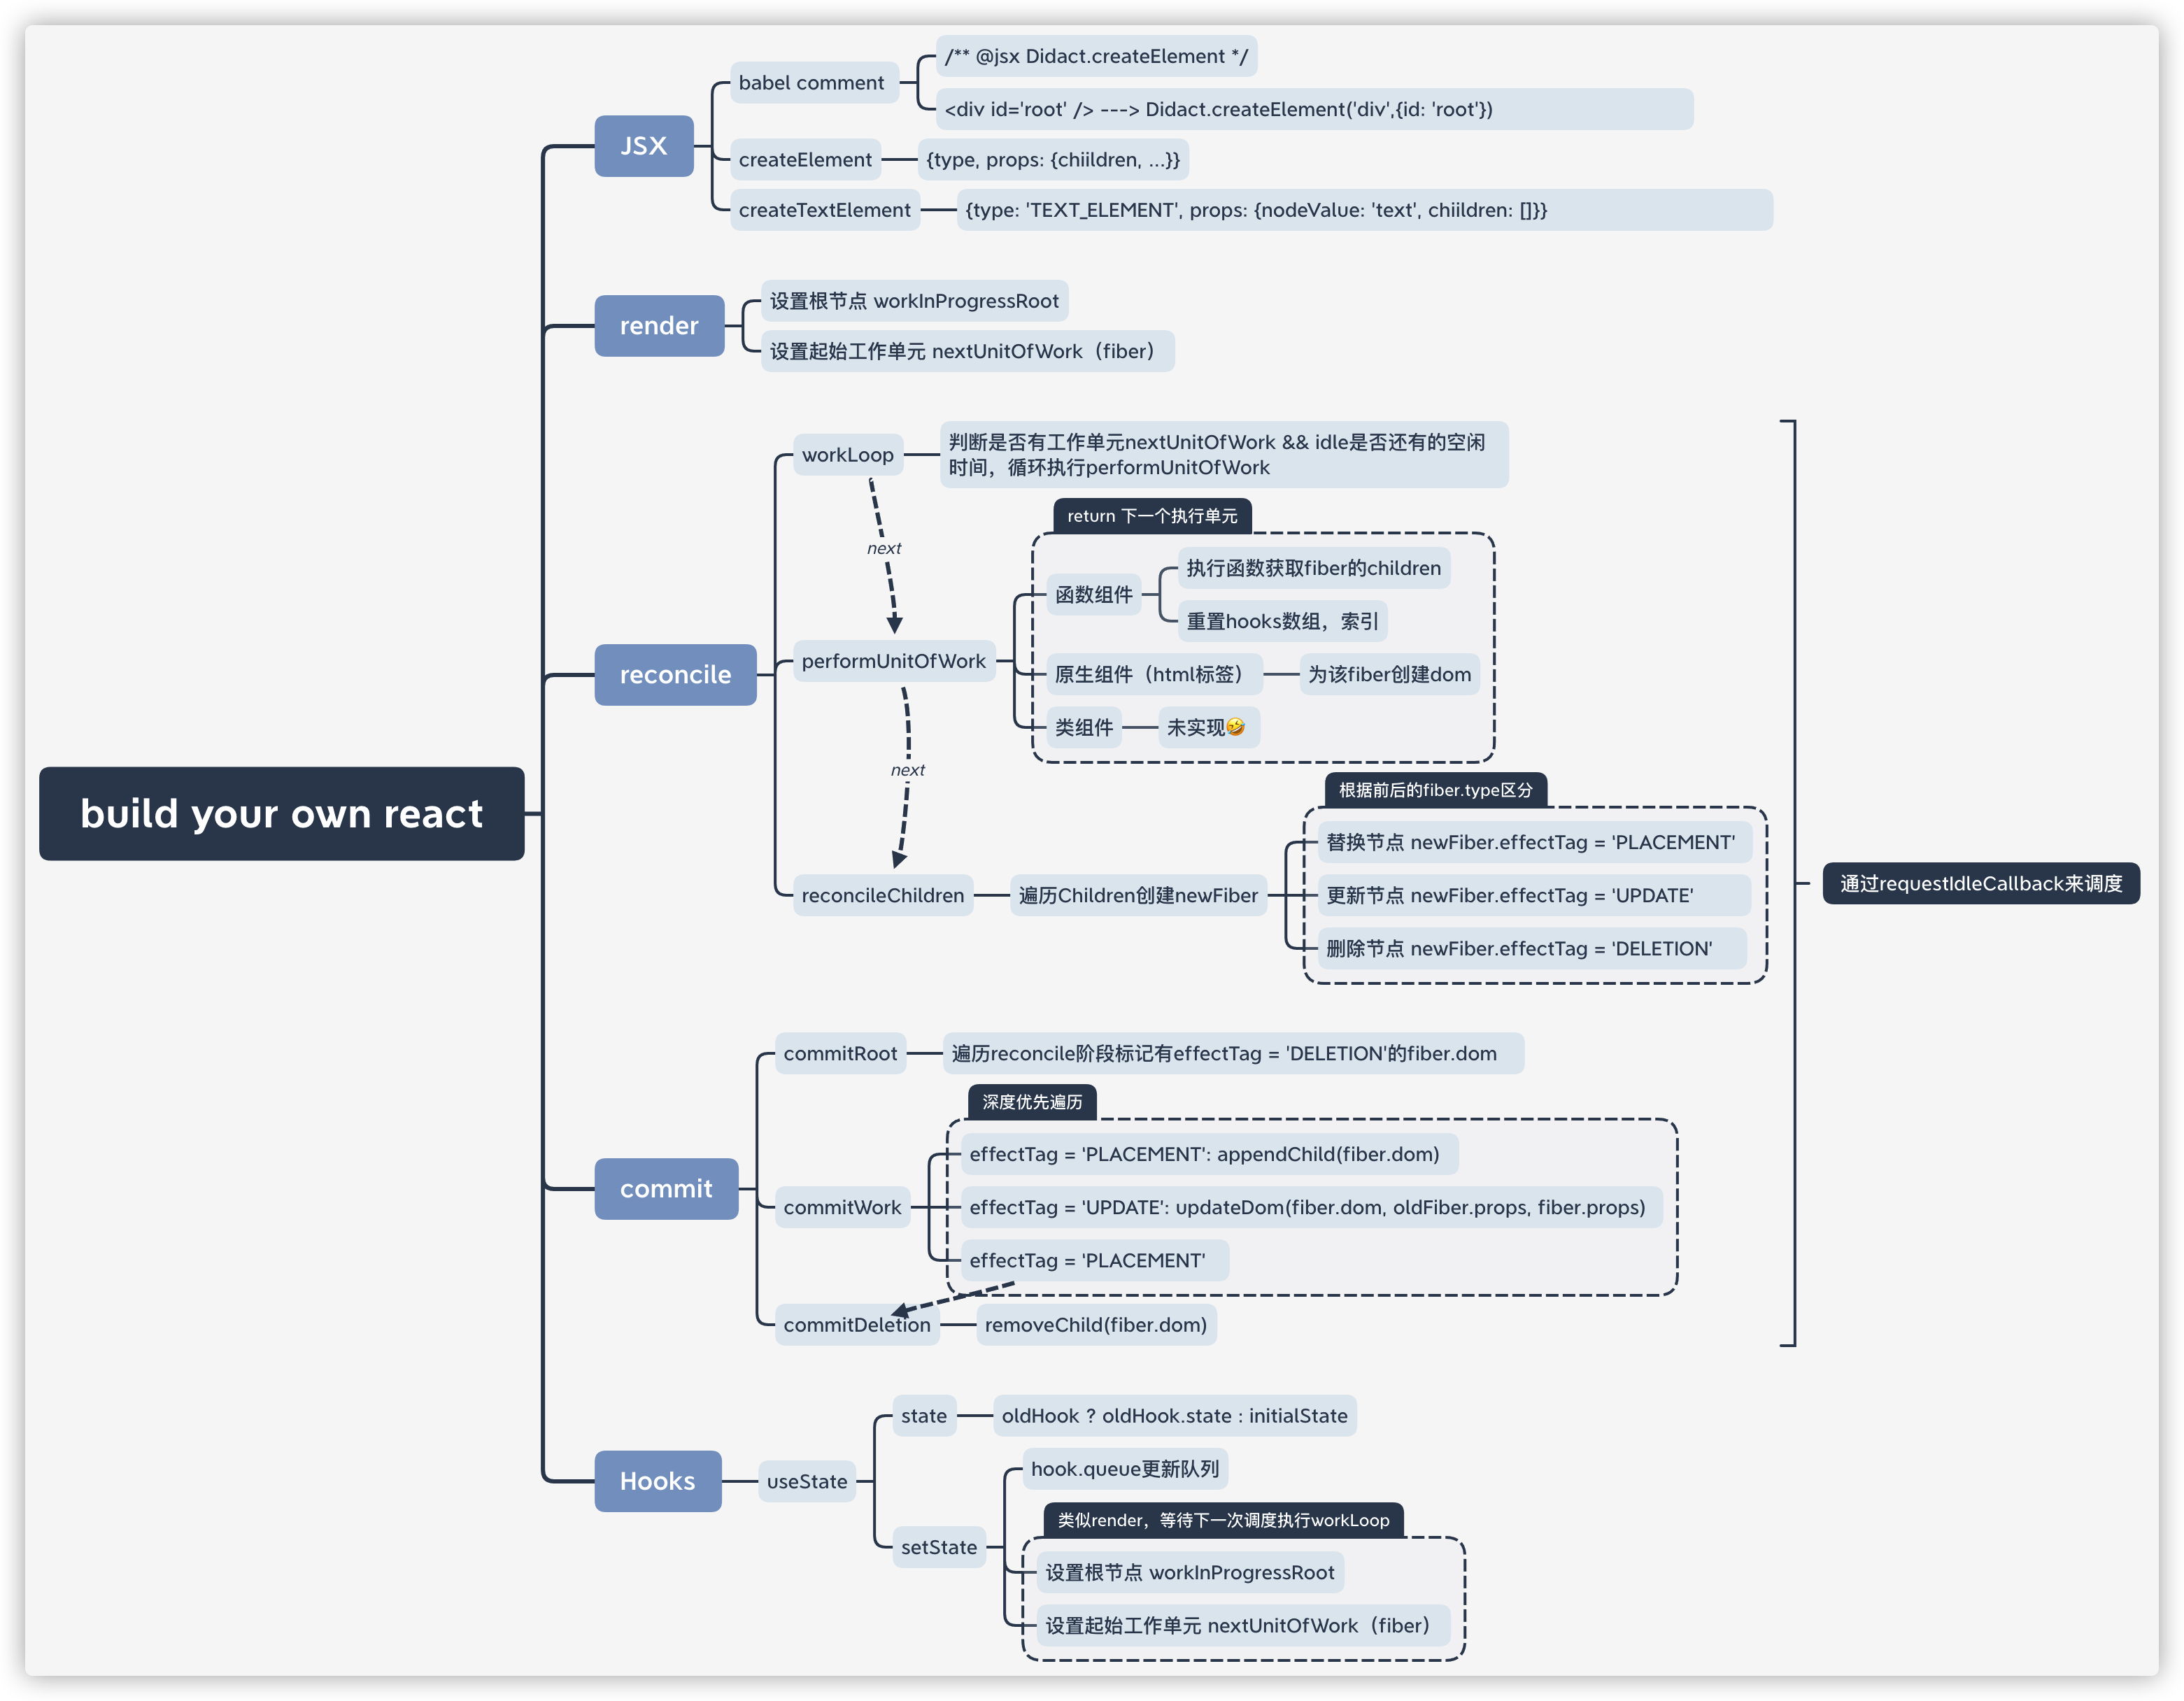 build your own react
JSX
babel comment
/** @jsx Didact.createElement */
<div id='root' /> ---> Didact.createElement('div',{id: 'root'})
createElement
{type, props: {chiildren, ...}}
createTextElement
{type: 'TEXT_ELEMENT', props: {nodeValue: 'text', chiildren: []}}
render
设置根节点 workInProgressRoot
设置起始工作单元 nextUnitOfWork（fiber）
reconcile
workLoop
判断是否有工作单元nextUnitOfWork && idle是否还有的空闲
时间，循环执行performUnitOfWork
next
performUnitOfWork
return 下一个执行单元
函数组件
执行函数获取fiber的children
重置hooks数组，索引
原生组件（html标签）
为该fiber创建dom
类组件
未实现🤣
next
reconcileChildren
遍历Children创建newFiber
根据前后的fiber.type区分
替换节点 newFiber.effectTag = 'PLACEMENT'
更新节点 newFiber.effectTag = 'UPDATE'
删除节点 newFiber.effectTag = 'DELETION'
commit
commitRoot
遍历reconcile阶段标记有effectTag = 'DELETION'的fiber.dom
commitWork
深度优先遍历
effectTag = 'PLACEMENT': appendChild(fiber.dom)
effectTag = 'UPDATE': updateDom(fiber.dom, oldFiber.props, fiber.props)
effectTag = 'PLACEMENT'
commitDeletion
removeChild(fiber.dom)
通过requestIdleCallback来调度
Hooks
useState
state
oldHook ? oldHook.state : initialState
setState
hook.queue更新队列
类似render，等待下一次调度执行workLoop
设置根节点 workInProgressRoot
设置起始工作单元 nextUnitOfWork（fiber）